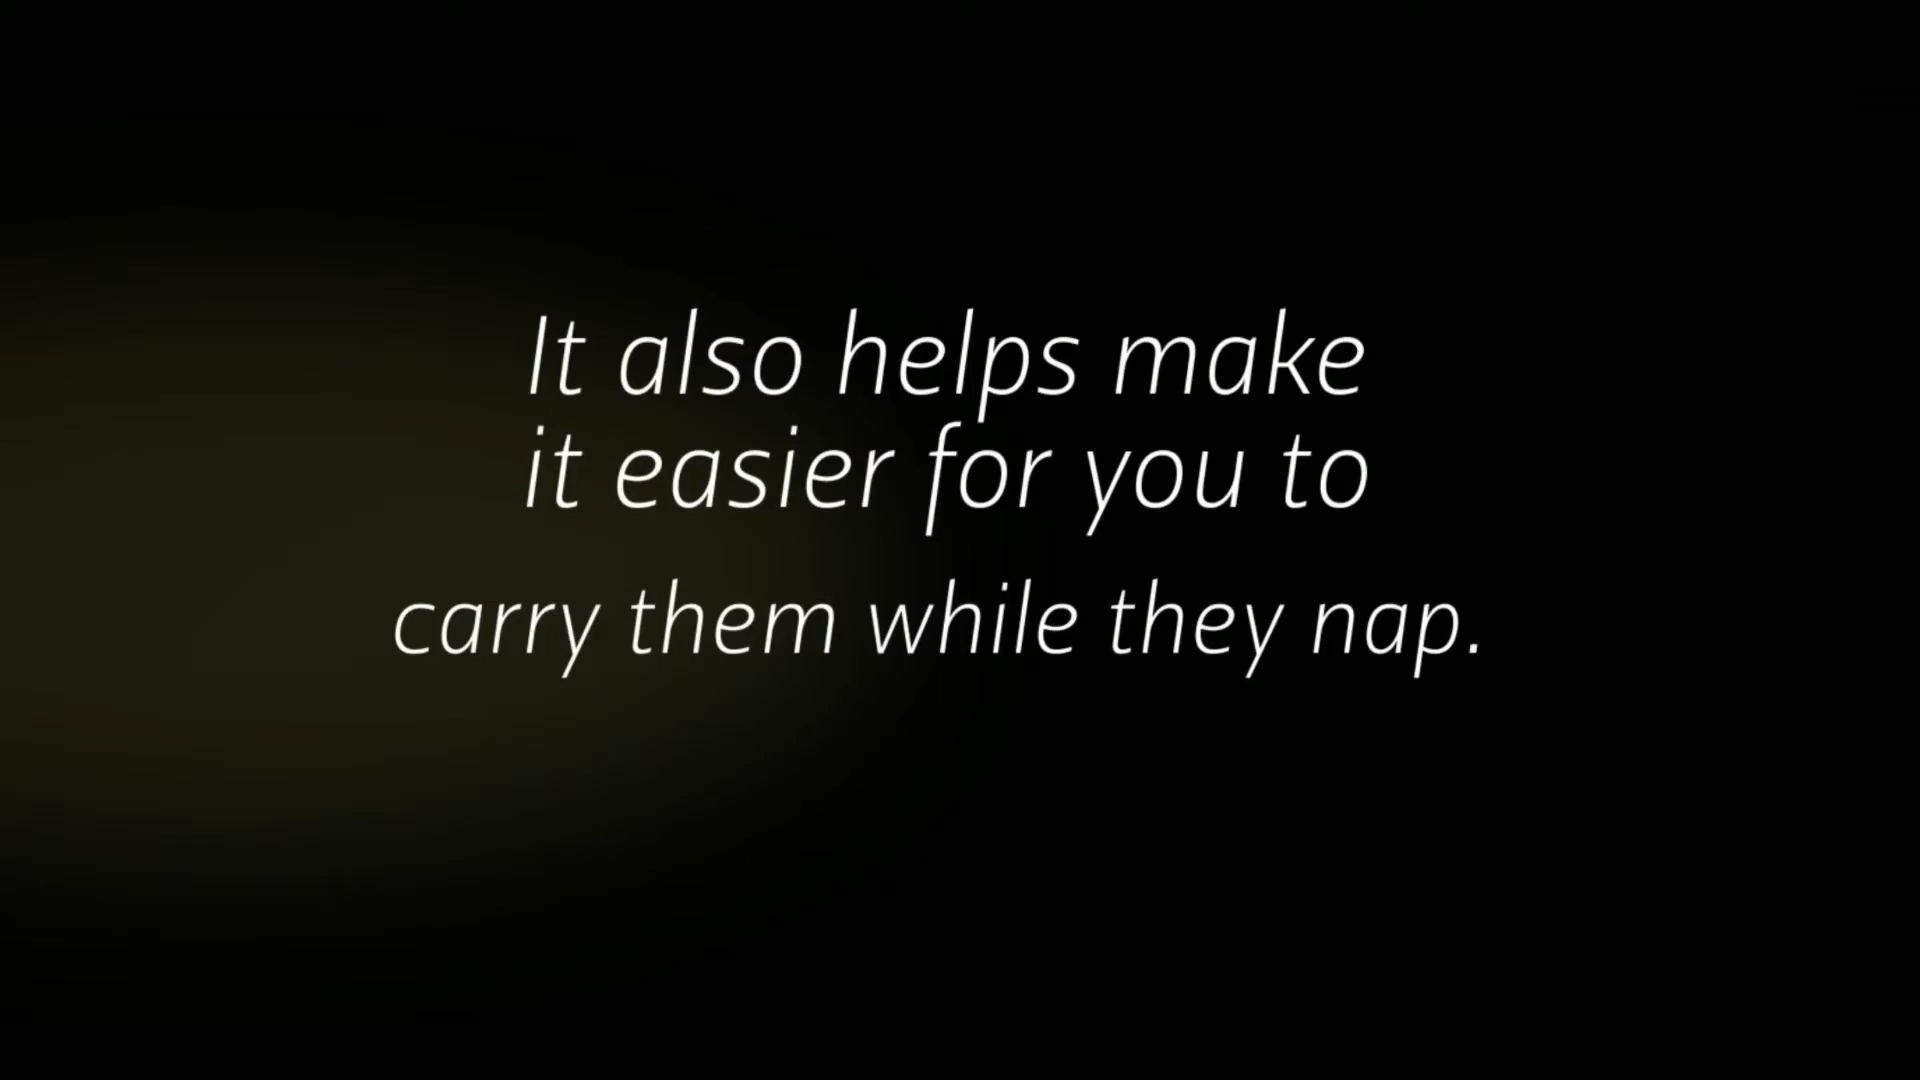 It also helps make
it easier for you to
carry them while they nap.